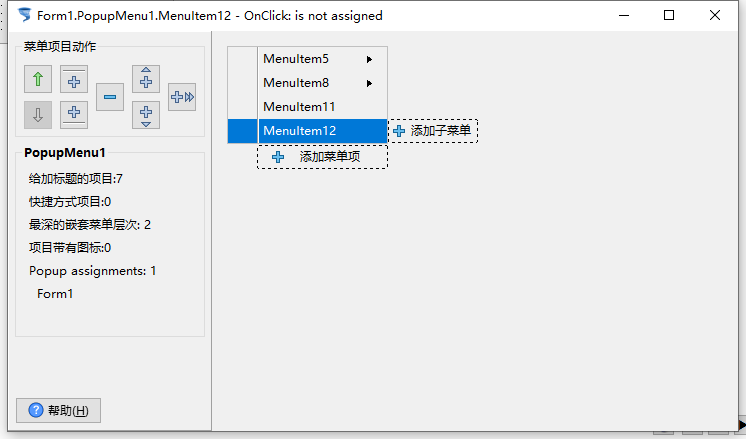 Form1.PopupMenu1.MenuItem12 - OnClick: is not assigned
菜单项目动作
PopupMenu1
给加标题的项目:7
快捷方式项目:0
最深的嵌套菜单层次: 2
项目带有图标:0
Popup assignments: 1
Form1
帮助(H)
MenuItem5
MenuItem8
MenuItem11
MenuItem12
添加子菜单
添加菜单项